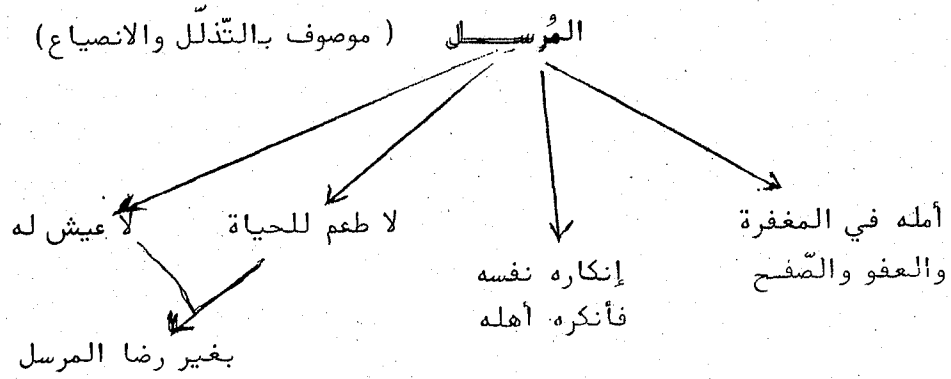 المُرســـل (موصوف بالتّذلّل والانصياع)
أمله في المغفرة
والعفو والصّفح
إنكاره نفسه
فأنكره أهله
لا طعم للحياة
لا عيش له
بغير رضا المرسل